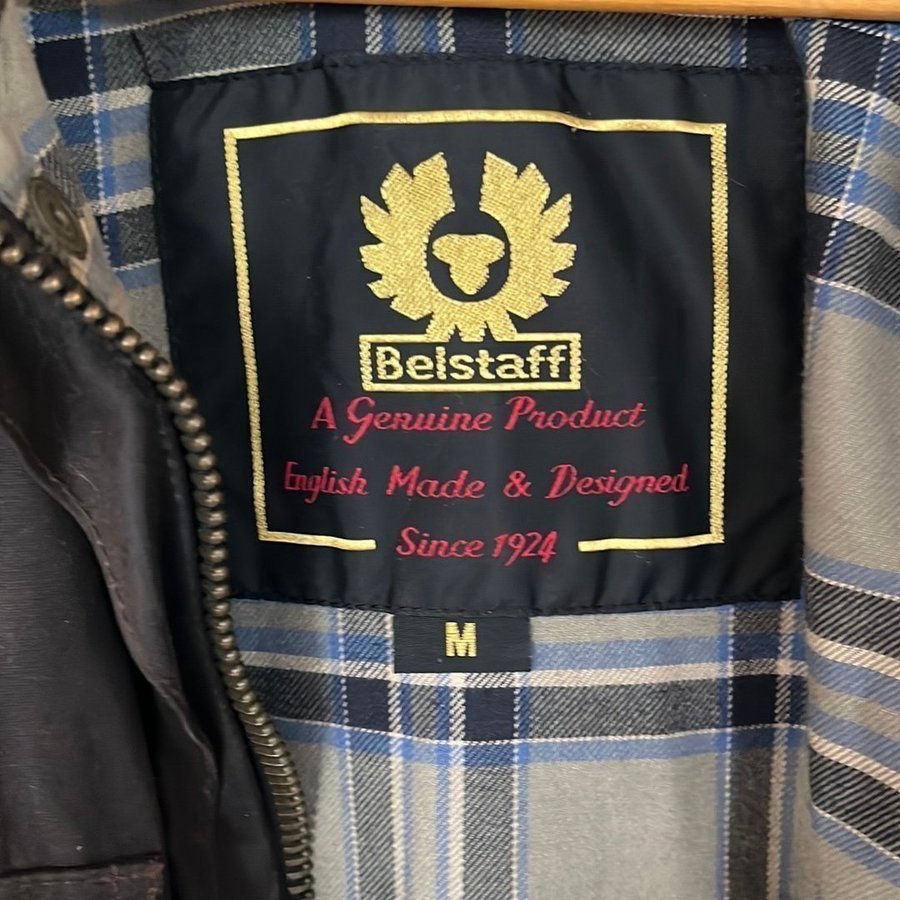 Belstaff
A Genuine Product
English Made & Designed
Since 1924
M